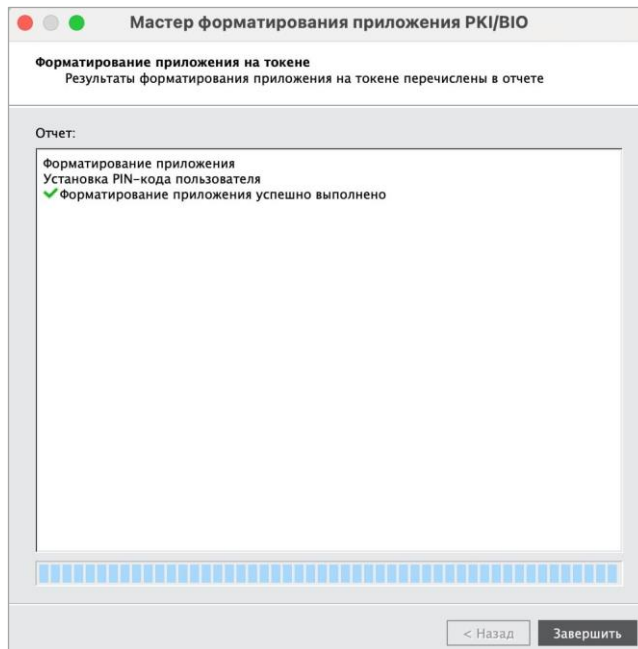 Мастер форматирования приложения PKI/BIO
Форматирование приложения на токене
Результаты форматирования приложения на токене перечислены в отчете
Отчет:
Форматирование приложения
Установка PIN-кода пользователя
Форматирование приложения успешно выполнено
< Назад
Завершить